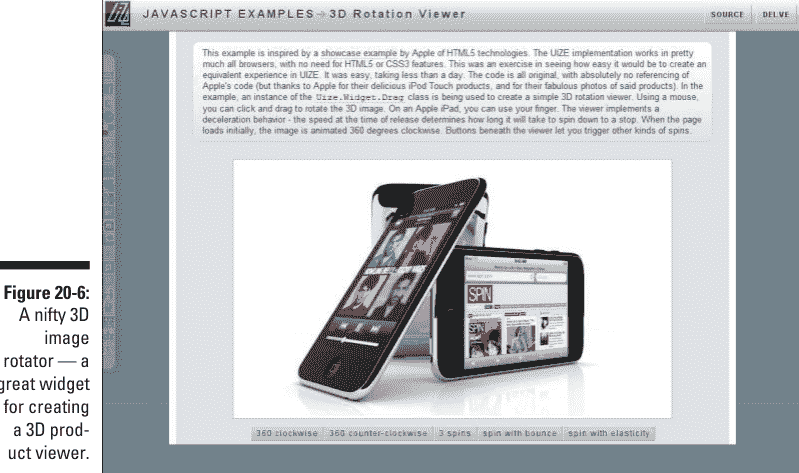 JAVASCRIPT EXAMPLES → 3D Rotation Viewer
SOURCE
DELVE
This example is inspired by a showcase example by Apple of HTML5 technologies. The UIZE implementation works in pretty
much all browsers, with no need for HTML5 or CSS3 features. This was an exercise in seeing how easy it would be to create an
equivalent experience in UIZE. It was easy, taking less than a day. The code is all original, with absolutely no referencing of
Apple's code (but thanks to Apple for their delicious iPod Touch products, and for their fabulous photos of said products). In the
example, an instance of the Uize.Widget.Drag class is being used to create a simple 3D rotation viewer. Using a mouse,
you can click and drag to rotate the 3D image. On an Apple iPad, you can use your finger. The viewer implements a
deceleration behavior - the speed at the time of release determines how long it will take to spin down to a stop. When the page
loads initially, the image is animated 360 degrees clockwise. Buttons beneath the viewer let you trigger other kinds of spins.
SPIN
SPIN
360 clockwise
360 counter-clockwise
3 spins
spin with bounce
spin with elasticity
Figure 20-6:
A nifty 3D
image
rotator — a
great widget
for creating
a 3D prod-
uct viewer.